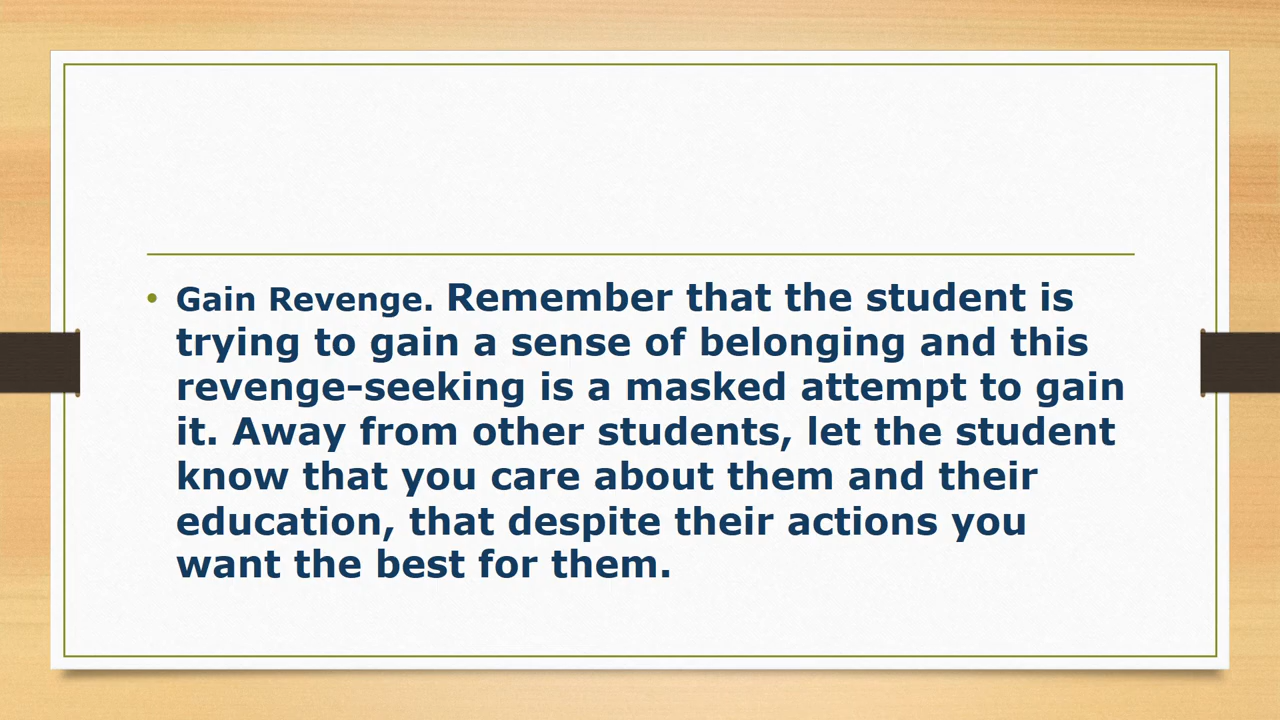 • Gain Revenge. Remember that the student is
trying to gain a sense of belonging and this
revenge-seeking is a masked attempt to gain
it. Away from other students, let the student
know that you care about them and their
education, that despite their actions you
want the best for them.